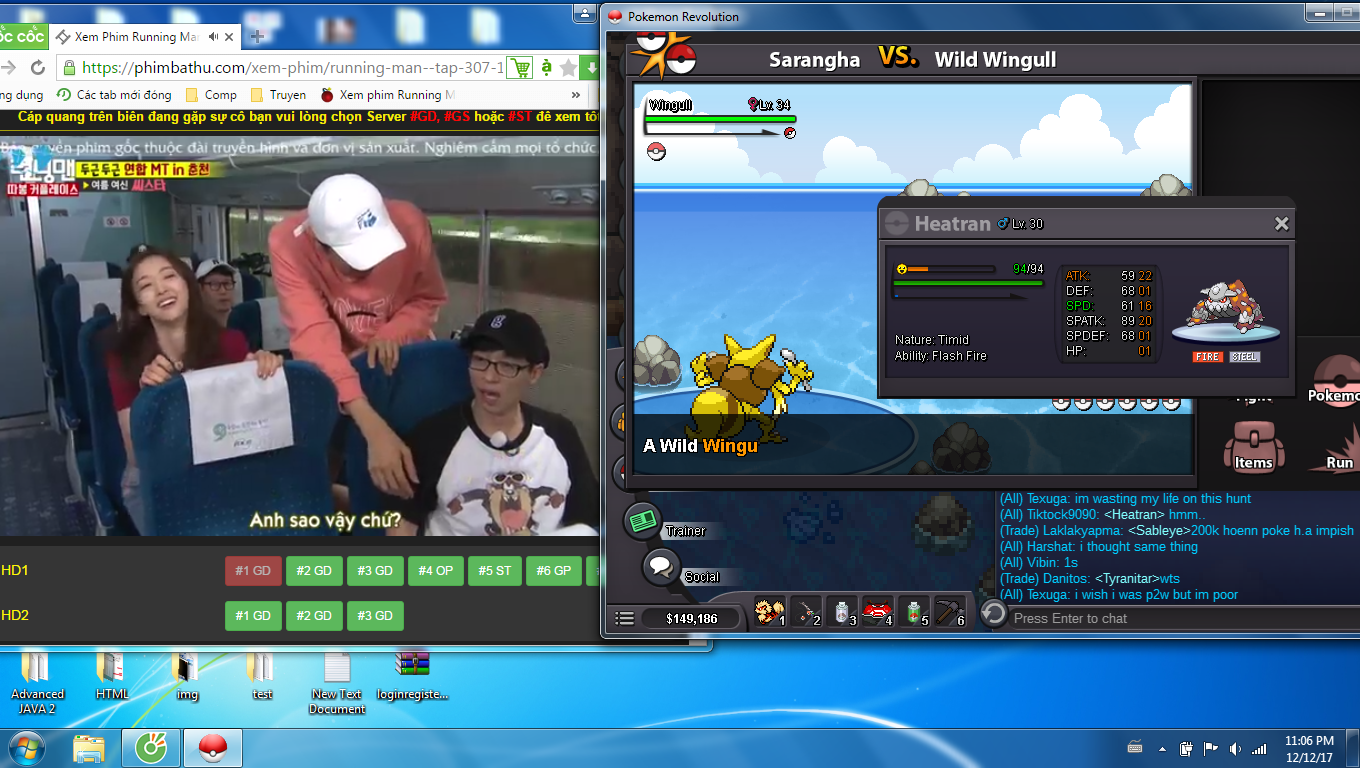 ốc cốc
Xem Phim Running Mar
https://phimbathu.com/xem-phim/running-man--tap-307-1
ng dụng
Các tab mới đóng
Comp
Truyen
Xem phim Running M
»
Cáp quang trên biên đang gặp sự cô bạn vui lòng chọn Server #GD, #GS hoặc #ST đê xem tốt
quyền phim gốc thuộc đài truyền hình và đơn vị sản xuất. Nghiêm cấm mọi tổ chức
런닝맨
두근두근 연합 MT in 춘천
따봉 커플레이스
여름 여신 씨스타
Anh sao vậy chứ?
HD1
#1 GD
#2 GD
#3 GD
#4 OP
#5 ST
#6 GP
HD2
#1 GD
#2 GD
#3 GD
Pokemon Revolution
Sarangha VS. Wild Wingull
Wingull Lv. 34
Heatran Lv. 30
94/94
Nature: Timid
Ability: Flash Fire
ATK: 59 22
DEF: 68 01
SPD: 61 16
SPATK: 89 20
SPDEF: 68 01
HP: 01
FIRE STEEL
A Wild Wingu
Pokemo
Items
Run
Trainer
Social
(All) Texuga: im wasting my life on this hunt
(All) Tiktock9090: <Heatran> hmm..
(Trade) Laklakyapma: <Sableye>200k hoenn poke h.a impish
(All) Harshat: i thought same thing
(All) Vibin: 1s
(Trade) Danitos: <Tyranitar>wts
(All) Texuga: i wish i was p2w but im poor
$149,186
1
2
3
4
5
6
Press Enter to chat
Advanced
JAVA 2
HTML
img
test
New Text
Document
loginregiste...
11:06 PM
12/12/17